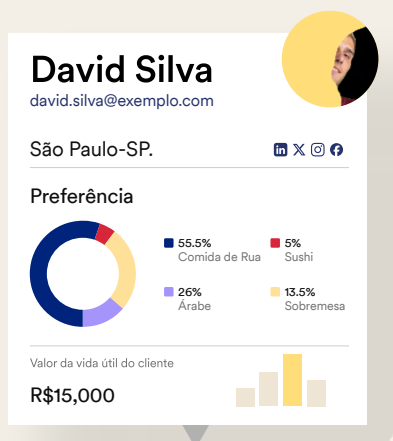 David Silva
david.silva@exemplo.com
São Paulo-SP.
Preferência
55.5%
Comida de Rua
5%
Sushi
26%
Árabe
13.5%
Sobremesa
Valor da vida útil do cliente
R$15,000